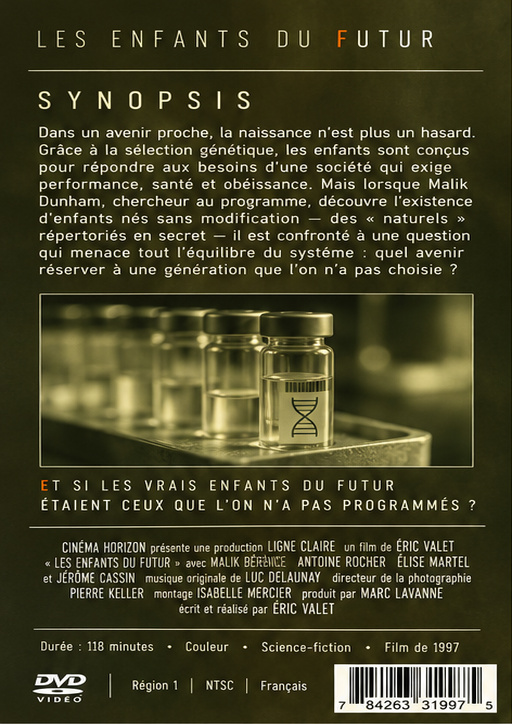 LES ENFANTS DU FUTUR
SYNOPSIS
Dans un avenir proche, la naissance n'est plus un hasard.
Grâce à la sélection génétique, les enfants sont conçus
pour répondre aux besoins d'une société qui exige
performance, santé et obéissance. Mais lorsque Malik
Dunham, chercheur au programme, découvre l'existence
d'enfants nés sans modification — des « naturels »
répertoriés en secret — il est confronté à une question
qui menace tout l'équilibre du systéme : quel avenir
réserver à une génération que l'on n'a pas choisie ?
ET SI LES VRAIS ENFANTS DU FUTUR
ÉTAIENT CEUX QUE L'ON N'A PAS PROGRAMMÉS ?
CINÉMA HORIZON présente une production LIGNE CLAIRE un film de ÉRIC VALET
« LES ENFANTS DU FUTUR » avec MALIK ANTOINE ROCHER ÉLISE MARTEL
et JÉRÔME CASSIN musique originale de LUC DELAUNAY directeur de la photographie
PIERRE KELLER montage ISABELLE MERCIER produit par MARC LAVANNE
écrit et réalisé par ÉRIC VALET
Durée : 118 minutes • Couleur • Science-fiction • Film de 1997
DVD VIDÉO | Région 1 | NTSC | Français
7 84263 31997 5